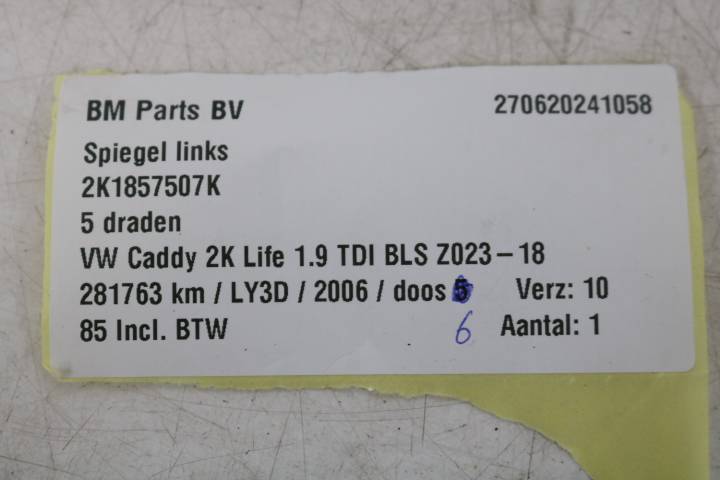 BM Parts BV 270620241058
Spiegel links
2K1857507K
5 draden
VW Caddy 2K Life 1.9 TDI BLS Z023-18
281763 km / LY3D / 2006 / doos 5 Verz: 10
85 Incl. BTW 6 Aantal: 1